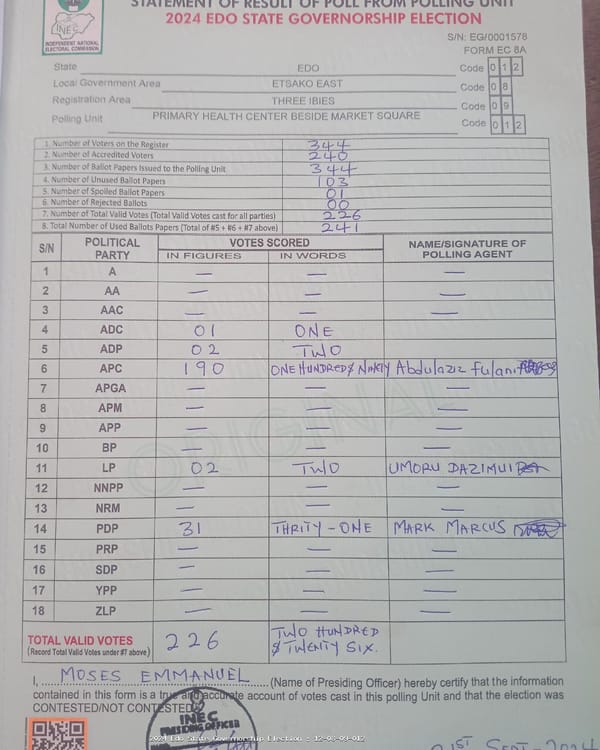 STATEMENT OF RESULT OF POLL FROM POLLING UNIT
2024 EDO STATE GOVERNORSHIP ELECTION
INEC
INDEPENDENT NATIONAL
ELECTORAL COMMISSION
S/N: EG/0001578
FORM EC 8A
State EDO Code 0 1 2
Local Government Area ETSAKO EAST Code 0 8
Registration Area THREE IBIES Code 0 9
Polling Unit PRIMARY HEALTH CENTER BESIDE MARKET SQUARE Code 0 1 2
1. Number of Voters on the Register 344
2. Number of Accredited Voters 240
3. Number of Ballot Papers Issued to the Polling Unit 344
4. Number of Unused Ballot Papers 103
5. Number of Spoiled Ballot Papers 01
6. Number of Rejected Ballots 00
7. Number of Total Valid Votes (Total Valid Votes cast for all parties) 226
8. Total Number of Used Ballots Papers (Total of #5 + #6 + #7 above) 241
S/N POLITICAL PARTY VOTES SCORED NAME/SIGNATURE OF POLLING AGENT
IN FIGURES IN WORDS
1 A — — —
2 AA — — —
3 AAC — — —
4 ADC 01 ONE
5 ADP 02 TWO
6 APC 190 ONE HUNDRED & NINETY Abdulaziz Fulani
7 APGA — — —
8 APM — — —
9 APP — — —
10 BP — — —
11 LP 02 TWO UMORU DAZIMUI
12 NNPP — — —
13 NRM — — —
14 PDP 31 THRITY-ONE MARK MARCUS
15 PRP — — —
16 SDP — — —
17 YPP — — —
18 ZLP — — —
TOTAL VALID VOTES 226 TWO HUNDRED
(Record Total Valid Votes under #7 above) & TWENTY SIX.
ORIGINAL
I, MOSES EMMANUEL (Name of Presiding Officer) hereby certify that the information
contained in this form is a true and accurate account of votes cast in this polling Unit and that the election was
CONTESTED/NOT CONTESTED.
INEC
PRESIDING OFFICER
2024 Edo State Governorship Election - 12-08-09-012
21ST SEPT. 2024